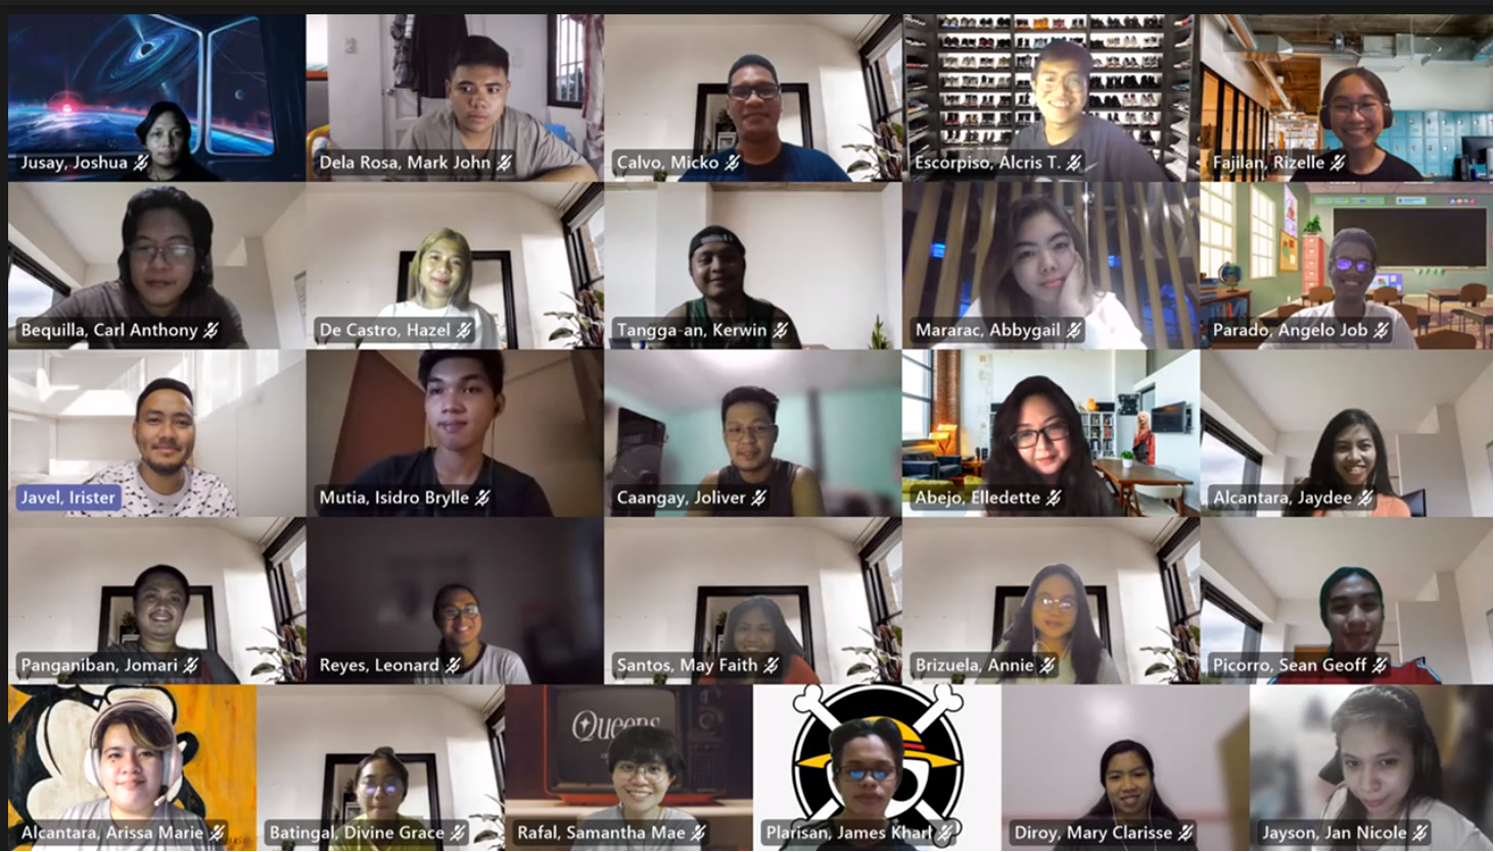 Jusay, Joshua
Dela Rosa, Mark John
Calvo, Micko
Escorpiso, Alcris T.
Fajilan, Rizelle
Bequilla, Carl Anthony
De Castro, Hazel
Tangga-an, Kerwin
Mararac, Abbygail
Parado, Angelo Job
Javel, Irister
Mutia, Isidro Brylle
Caangay, Joliver
Abejo, Elledette
Alcantara, Jaydee
Panganiban, Jomari
Reyes, Leonard
Santos, May Faith
Brizuela, Annie
Picorro, Sean Geoff
Queens
Alcantara, Arissa Marie
Batingal, Divine Grace
Rafal, Samantha Mae
Plarisan, James Kharl
Diroy, Mary Clarisse
Jayson, Jan Nicole